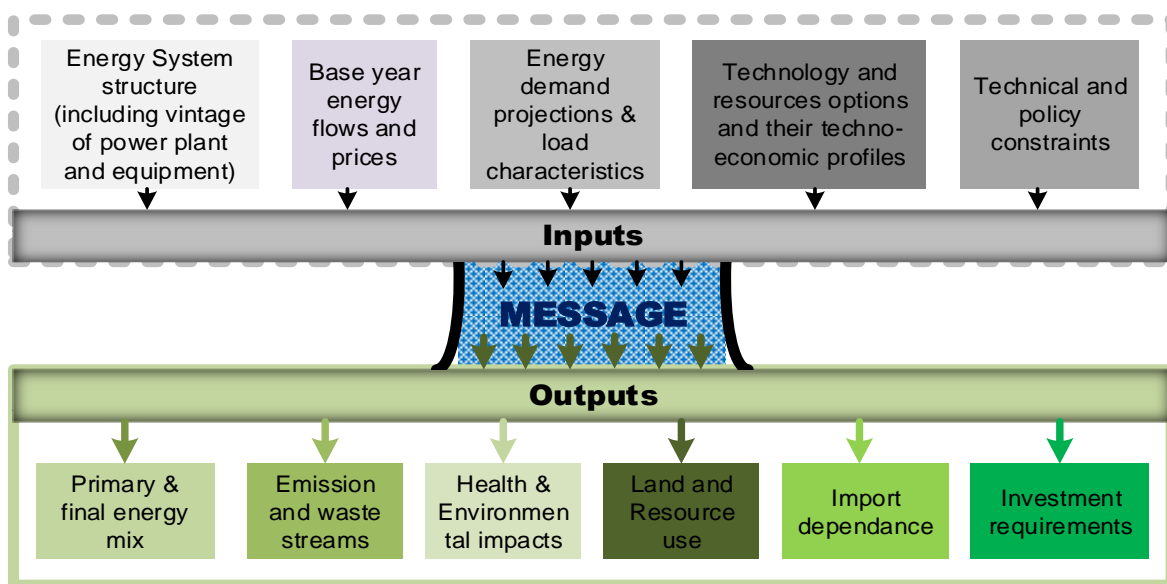 Energy System
structure
(including vintage
of power plant
and equipment)
Base year
energy
flows and
prices
Energy
demand
projections &
load
characteristics
Technology and
resources options
and their techno-
economic profiles
Technical and
policy
constraints
Inputs
MESSAGE
Outputs
Primary &
final energy
mix
Emission
and waste
streams
Health &
Environmen
tal impacts
Land and
Resource
use
Import
dependance
Investment
requirements